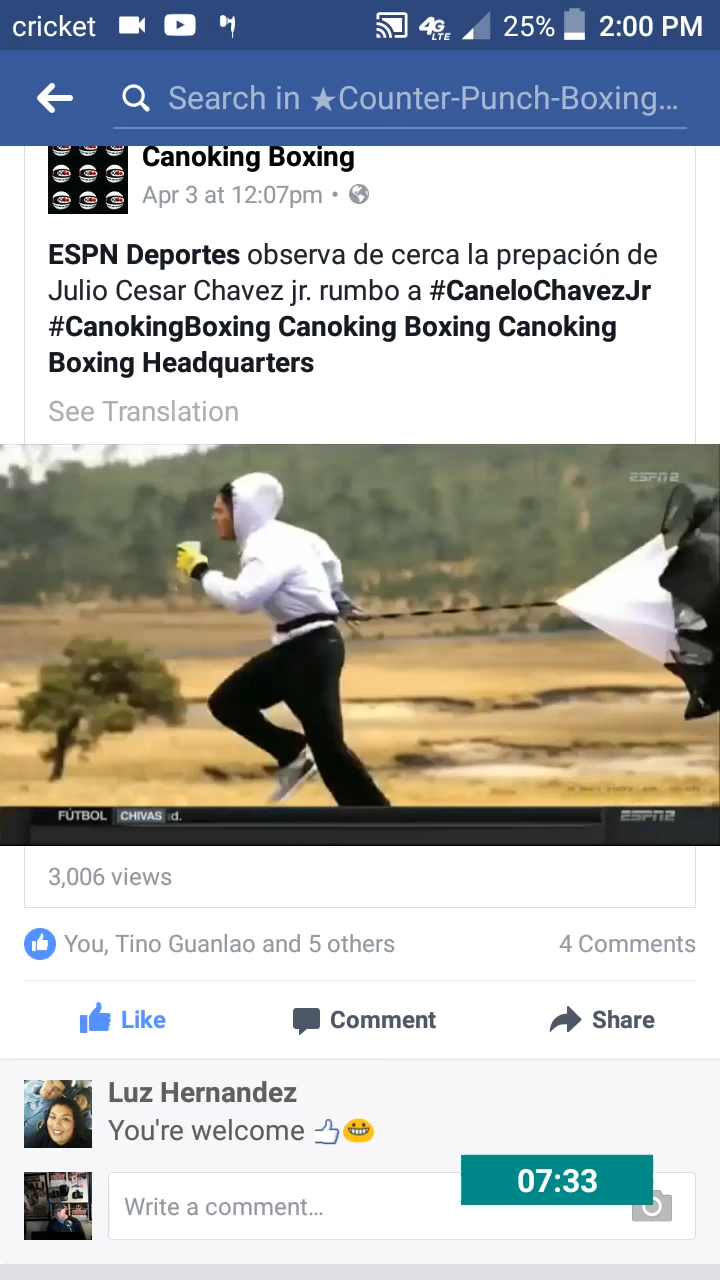 cricket 4G LTE 25% 2:00 PM
Search in ★Counter-Punch-Boxing...
Canoking Boxing
Apr 3 at 12:07pm •
ESPN Deportes observa de cerca la prepación de
Julio Cesar Chavez jr. rumbo a #CaneloChavezJr
#CanokingBoxing Canoking Boxing Canoking
Boxing Headquarters
See Translation
ESPN2
FÚTBOL CHIVAS d. ESPN2
3,006 views
You, Tino Guanlao and 5 others 4 Comments
Like Comment Share
Luz Hernandez
You're welcome 👍😁
07:33
Write a comment...